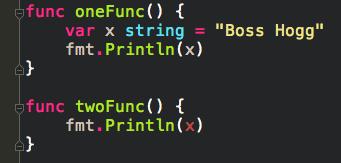 func oneFunc() {
    var x string = "Boss Hogg"
    fmt.Println(x)
}

func twoFunc() {
    fmt.Println(x)
}